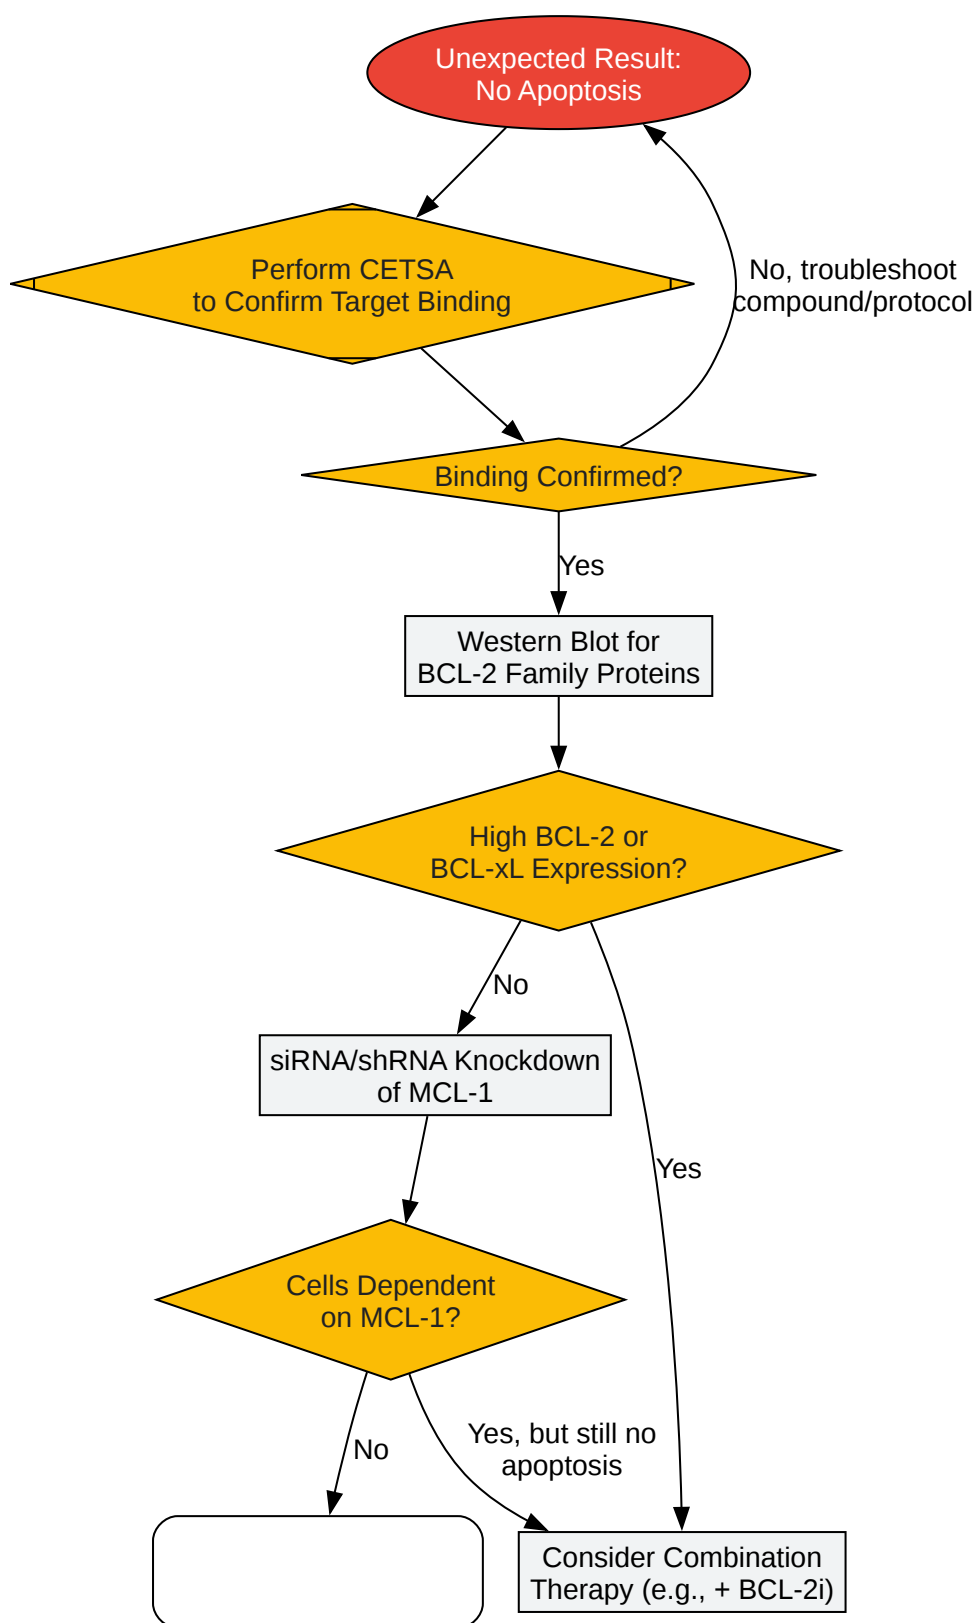 Unexpected Result:
No Apoptosis
Perform CETSA
to Confirm Target Binding
No, troubleshoot
compound/protocol
Binding Confirmed?
Yes
Western Blot for
BCL-2 Family Proteins
High BCL-2 or
BCL-xL Expression?
No
siRNA/shRNA Knockdown
of MCL-1
Yes
Cells Dependent
on MCL-1?
No
Yes, but still no
apoptosis
Consider Combination
Therapy (e.g., + BCL-2i)